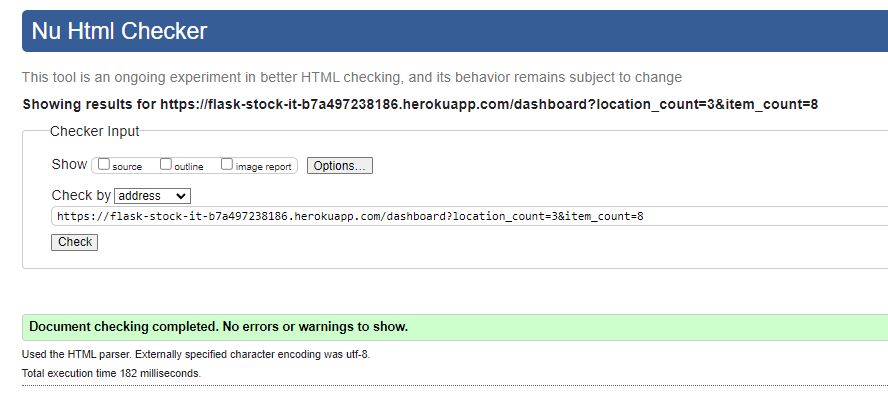 Nu Html Checker
This tool is an ongoing experiment in better HTML checking, and its behavior remains subject to change
Showing results for https://flask-stock-it-b7a497238186.herokuapp.com/dashboard?location_count=3&item_count=8
Checker Input
Show source outline image report Options...
Check by address
https://flask-stock-it-b7a497238186.herokuapp.com/dashboard?location_count=3&item_count=8
Check
Document checking completed. No errors or warnings to show.
Used the HTML parser. Externally specified character encoding was utf-8.
Total execution time 182 milliseconds.